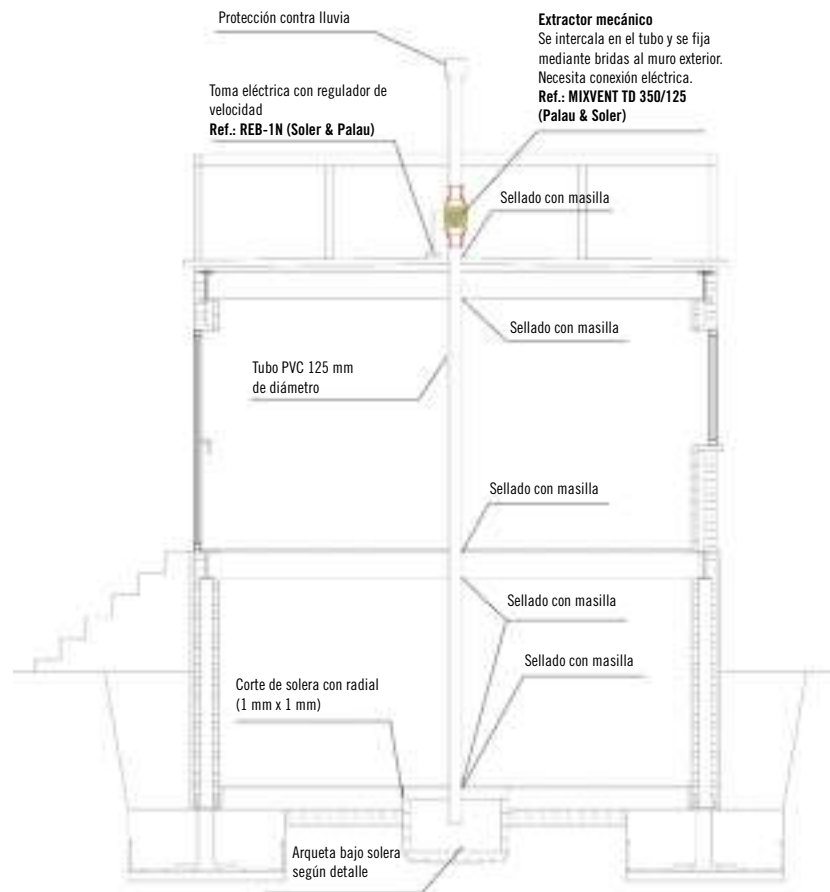 Protección contra lluvia
Extractor mecánico
Se intercala en el tubo y se fija
mediante bridas al muro exterior.
Necesita conexión eléctrica.
Ref.: MIXVENT TD 350/125
(Palau & Soler)
Toma eléctrica con regulador de
velocidad
Ref.: REB-1N (Soler & Palau)
Sellado con masilla
Sellado con masilla
Tubo PVC 125 mm
de diámetro
Sellado con masilla
Sellado con masilla
Sellado con masilla
Corte de solera con radial
(1 mm x 1 mm)
Arqueta bajo solera
según detalle